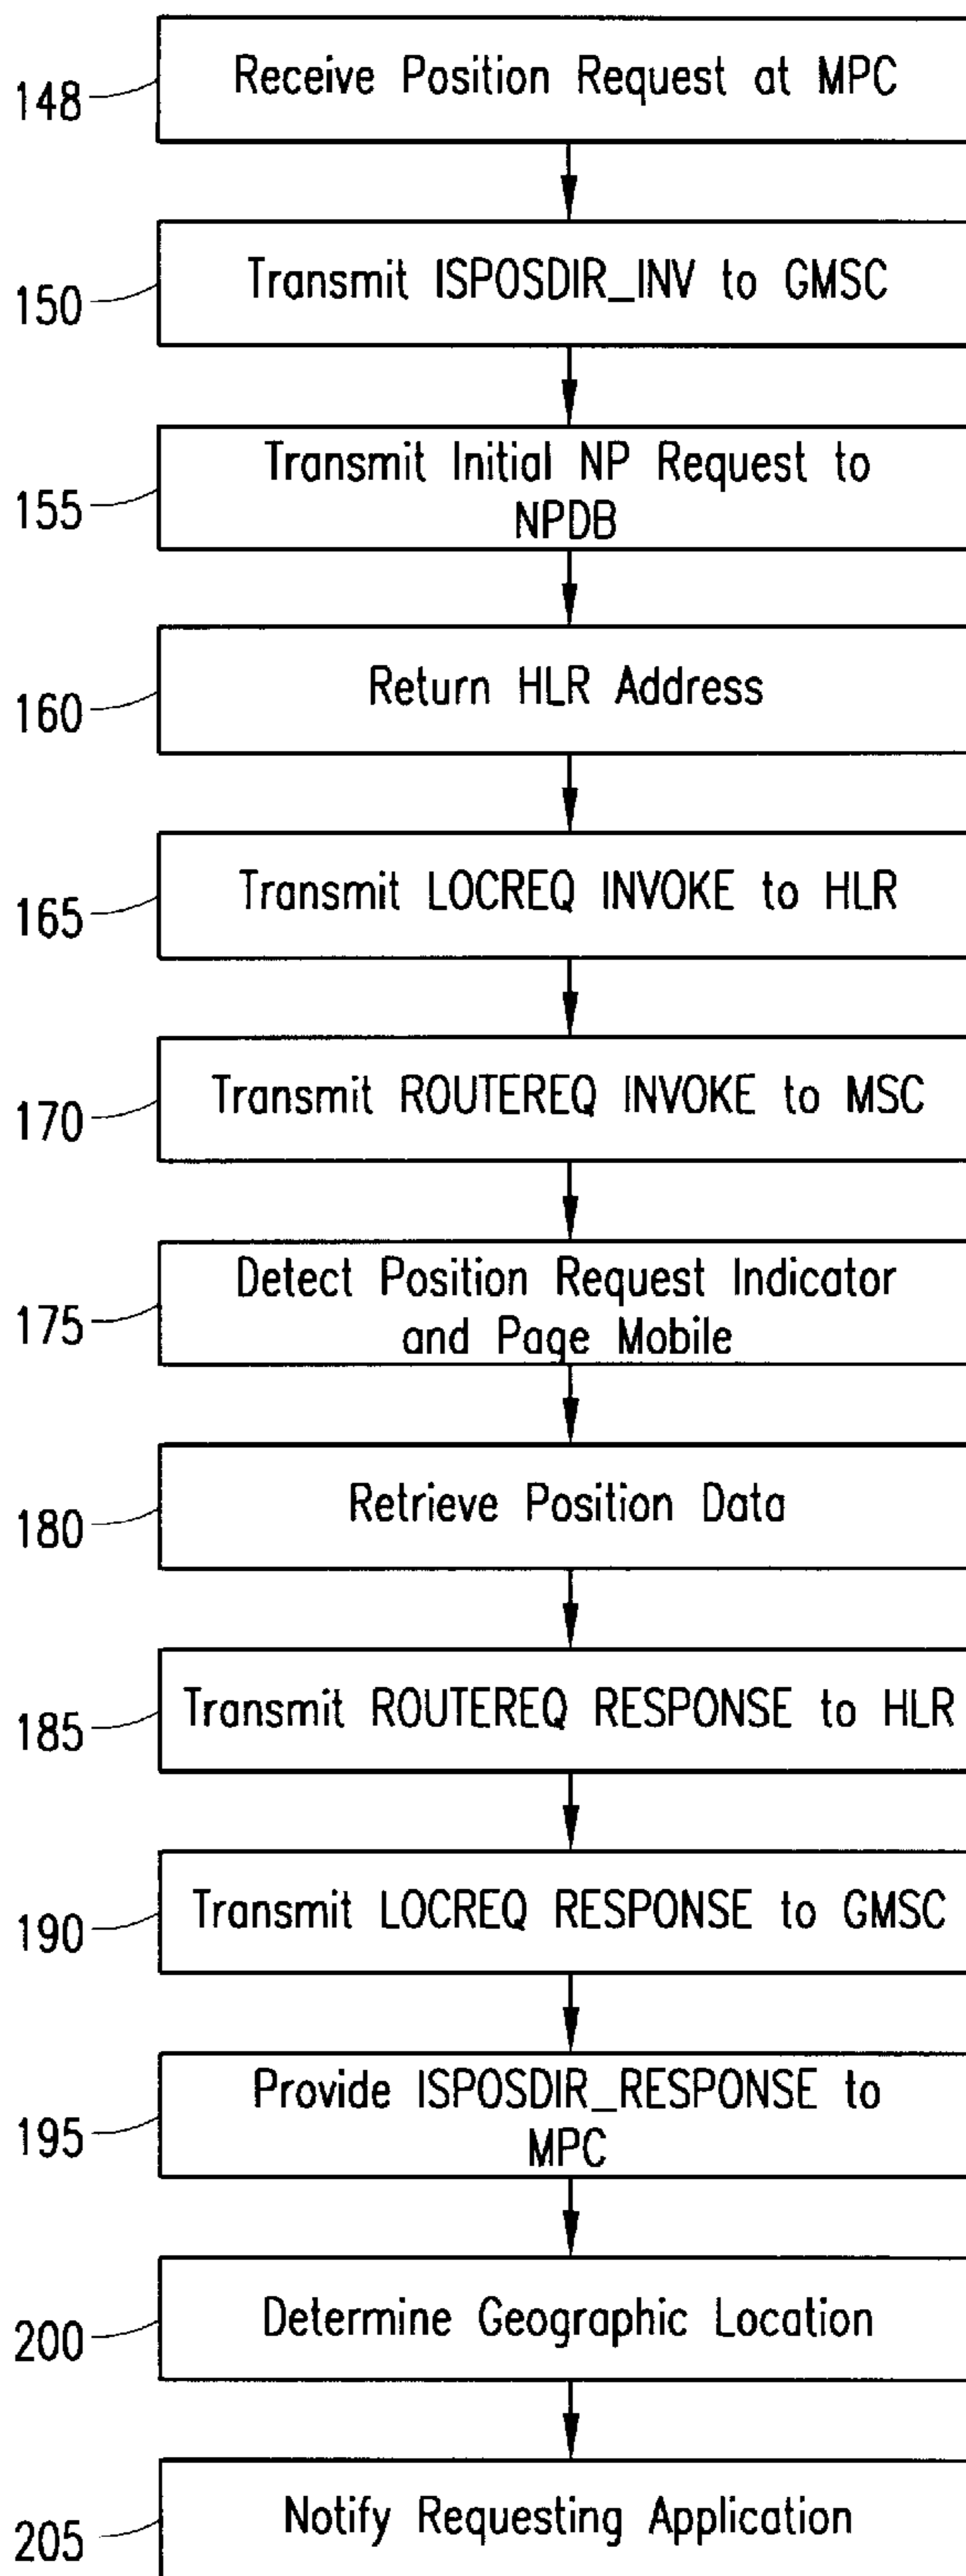 148 Receive Position Request at MPC
150 Transmit ISPOSDIR_INV to GMSC
155 Transmit Initial NP Request to
NPDB
160 Return HLR Address
165 Transmit LOCREQ INVOKE to HLR
170 Transmit ROUTEREQ INVOKE to MSC
175 Detect Position Request Indicator
and Page Mobile
180 Retrieve Position Data
185 Transmit ROUTEREQ RESPONSE to HLR
190 Transmit LOCREQ RESPONSE to GMSC
195 Provide ISPOSDIR_RESPONSE to
MPC
200 Determine Geographic Location
205 Notify Requesting Application